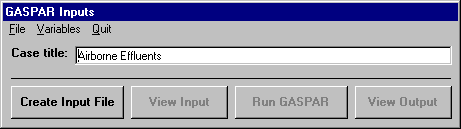 GASPAR Inputs
File Variables Quit
Case title: Airborne Effluents
Create Input File View Input Run GASPAR View Output